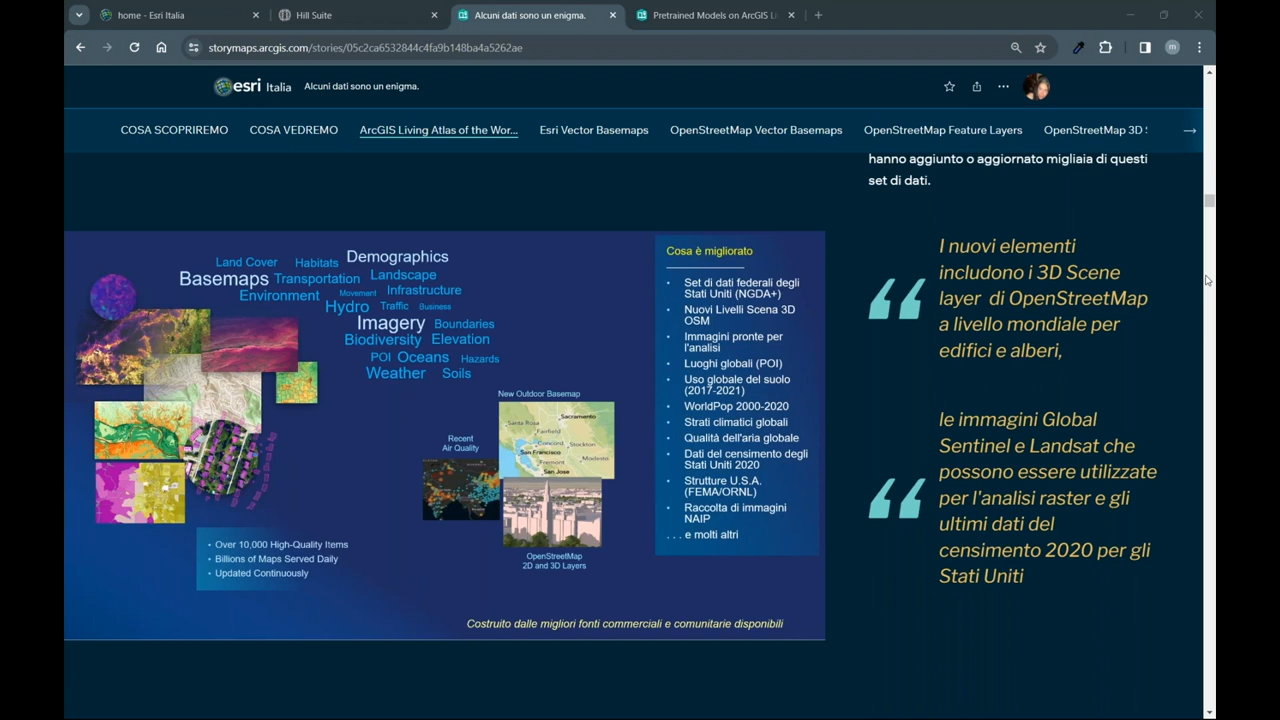 home - Esri Italia
Hill Suite
Alcuni dati sono un enigma.
Pretrained Models on ArcGIS Li
storymaps.arcgis.com/stories/05c2ca6532844c4fa9b148ba4a5262ae
m
esri Italia
Alcuni dati sono un enigma.
COSA SCOPRIREMO
COSA VEDREMO
ArcGIS Living Atlas of the Wor...
Esri Vector Basemaps
OpenStreetMap Vector Basemaps
OpenStreetMap Feature Layers
OpenStreetMap 3D S
hanno aggiunto o aggiornato migliaia di questi
set di dati.
Land Cover
Habitats
Demographics
Basemaps
Transportation
Landscape
Environment
Movement
Infrastructure
Hydro
Traffic
Business
Imagery
Boundaries
Biodiversity
Elevation
POI
Oceans
Hazards
Weather
Soils
New Outdoor Basemap
Santa Rosa
Sacramento
Fairfield
Concord
Stockton
San Francisco
Fremont
Modesto
San Jose
Recent
Air Quality
OpenStreetMap
2D and 3D Layers
• Over 10,000 High-Quality Items
• Billions of Maps Served Daily
• Updated Continuously
Cosa è migliorato
• Set di dati federali degli
Stati Uniti (NGDA+)
• Nuovi Livelli Scena 3D
OSM
• Immagini pronte per
l'analisi
• Luoghi globali (POI)
• Uso globale del suolo
(2017-2021)
• WorldPop 2000-2020
• Strati climatici globali
• Qualità dell'aria globale
• Dati del censimento degli
Stati Uniti 2020
• Strutture U.S.A.
(FEMA/ORNL)
• Raccolta di immagini
NAIP
. . . e molti altri
Costruito dalle migliori fonti commerciali e comunitarie disponibili
“
I nuovi elementi
includono i 3D Scene
layer di OpenStreetMap
a livello mondiale per
edifici e alberi,
“
le immagini Global
Sentinel e Landsat che
possono essere utilizzate
per l'analisi raster e gli
ultimi dati del
censimento 2020 per gli
Stati Uniti